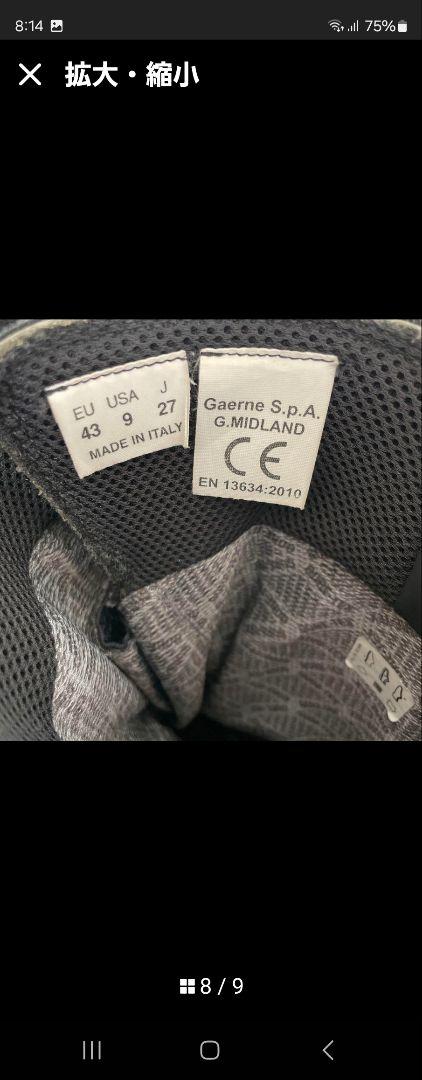 8:14
75%
拡大・縮小
EU USA J
43 9 27
MADE IN ITALY
Gaerne S.p.A.
G.MIDLAND
CE
EN 13634:2010
8 / 9